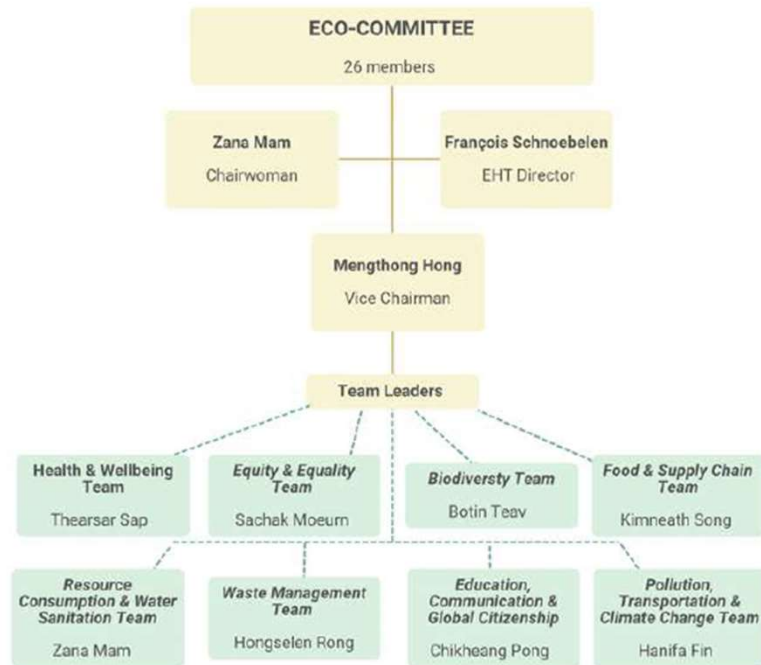 ECO-COMMITTEE
26 members
Zana Mam
Chairwoman
François Schnoebelen
EHT Director
Mengthong Hong
Vice Chairman
Team Leaders
Health & Wellbeing
Team
Thearsar Sap
Equity & Equality
Team
Sachak Moeurn
Biodiversty Team
Botin Teav
Food & Supply Chain
Team
Kimneath Song
Resource
Consumption & Water
Sanitation Team
Zana Mam
Waste Management
Team
Hongselen Rong
Education,
Communication &
Global Citizenship
Chikheang Pong
Pollution,
Transportation &
Climate Change Team
Hanifa Fin